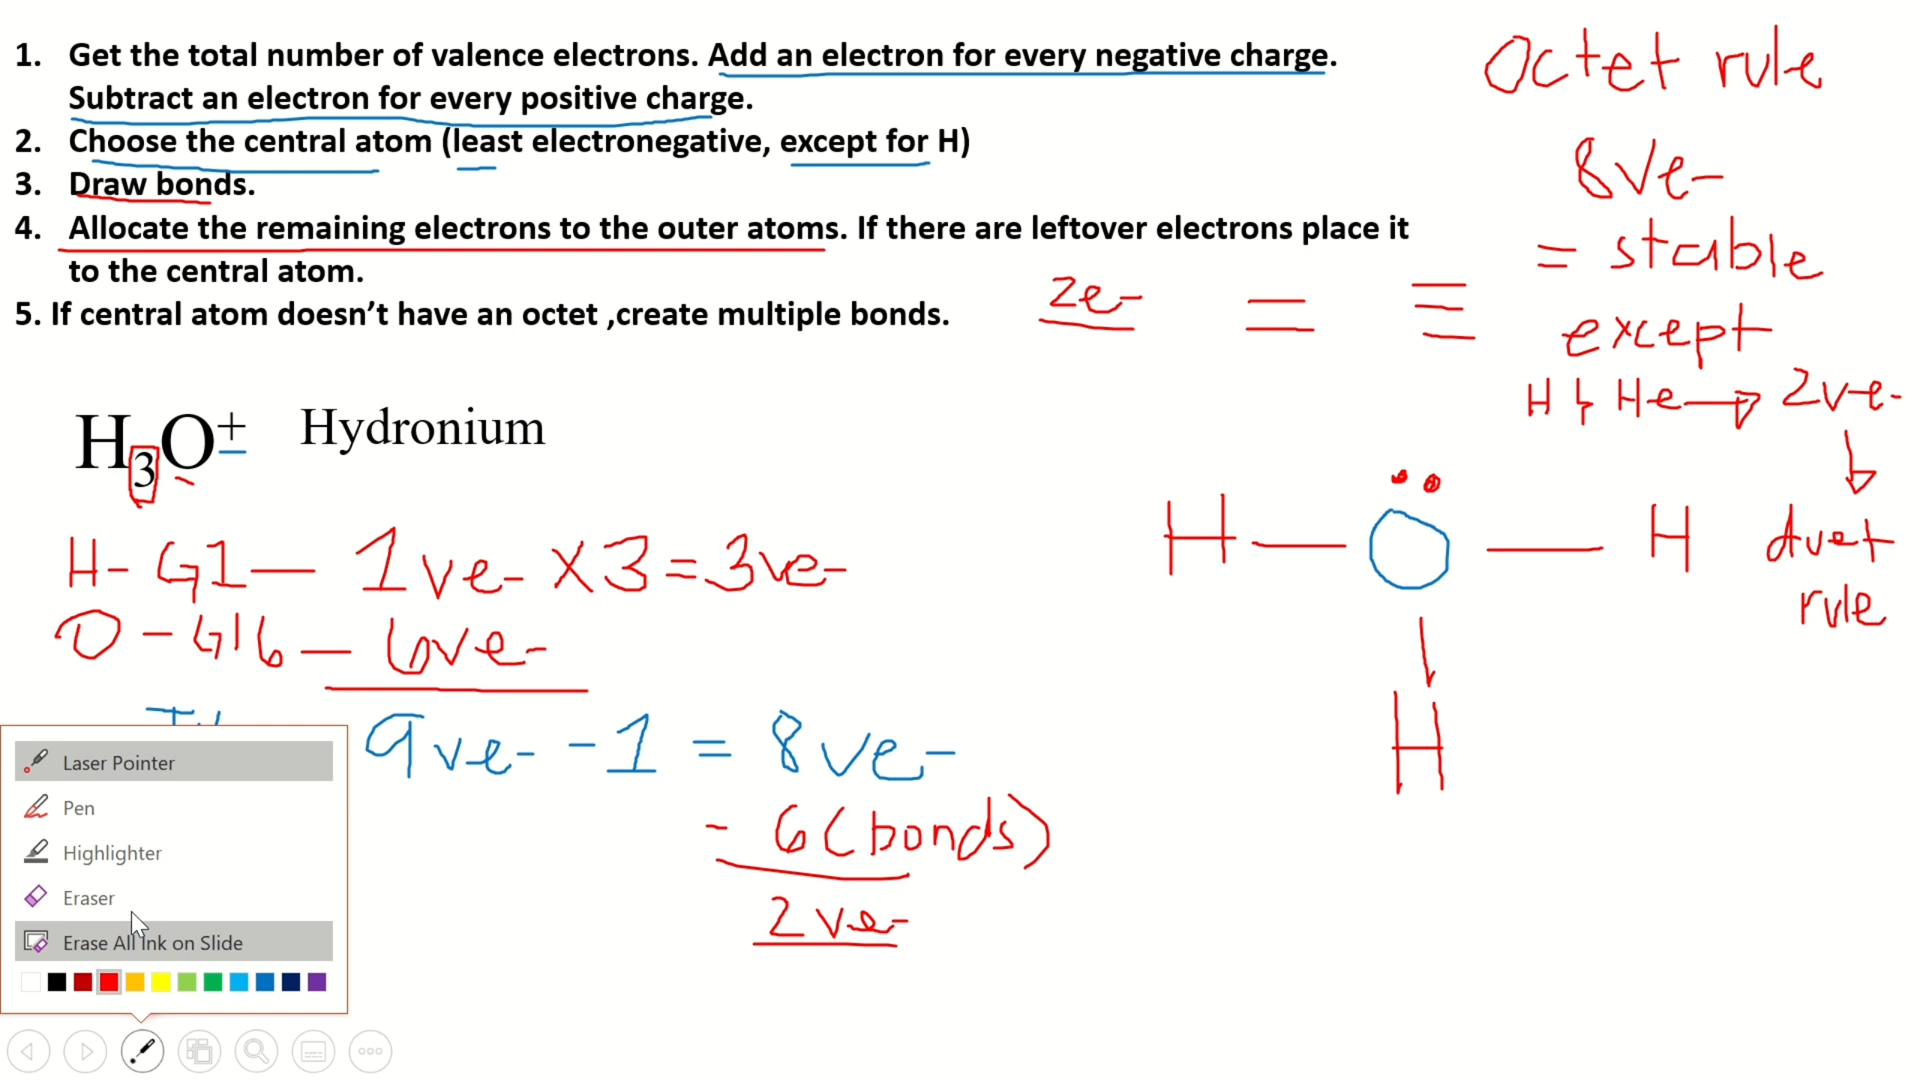 1. Get the total number of valence electrons. Add an electron for every negative charge.
Subtract an electron for every positive charge.
2. Choose the central atom (least electronegative, except for H)
3. Draw bonds.
4. Allocate the remaining electrons to the outer atoms. If there are leftover electrons place it
to the central atom.
5. If central atom doesn’t have an octet ,create multiple bonds.
Octet rule
8ve-
= stable
except
H & He → 2ve-
duet
rule
2e-
H3O+ Hydronium
H- G1— 1ve- x3=3ve-
O - G16 — 6ve-
9ve- -1 = 8ve-
- 6(bonds)
2ve-
H — O — H
H
Laser Pointer
Pen
Highlighter
Eraser
Erase All Ink on Slide